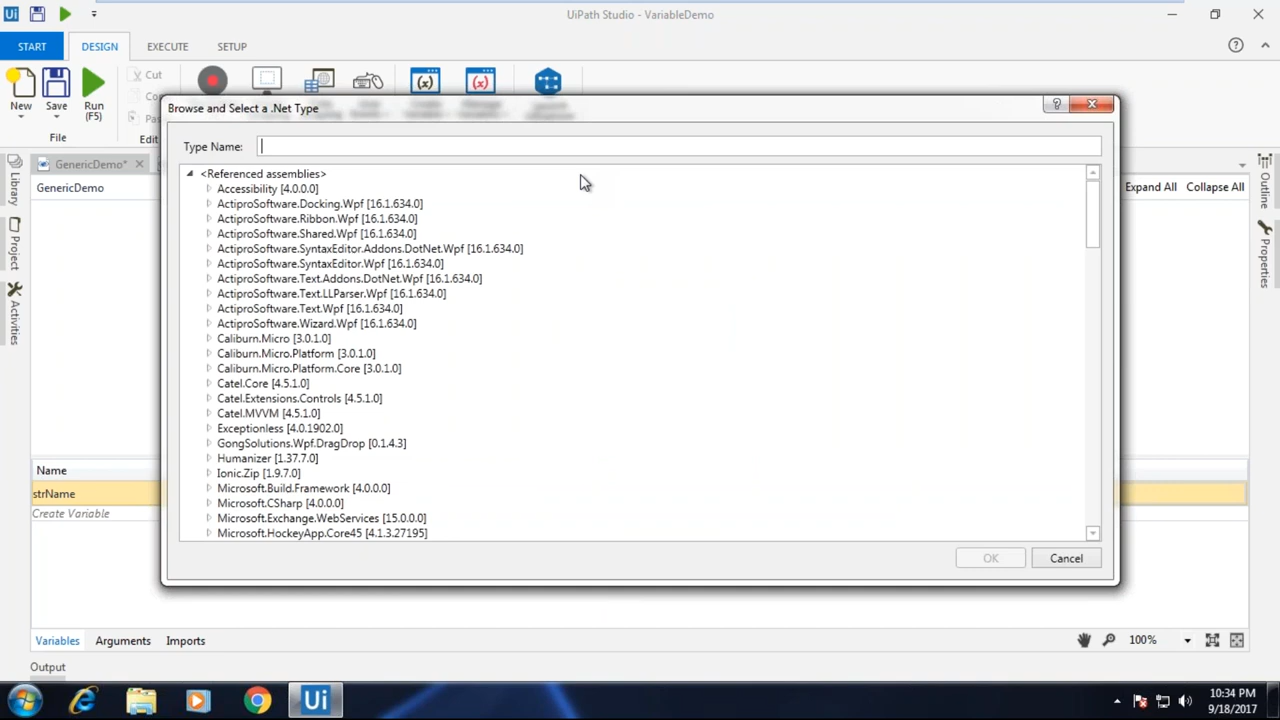 Ui
UiPath Studio - VariableDemo
START
DESIGN
EXECUTE
SETUP
New
Save
Run
(F5)
Cut
File
Edit
Browse and Select a .Net Type
Type Name:
<Referenced assemblies>
Accessibility [4.0.0.0]
ActiproSoftware.Docking.Wpf [16.1.634.0]
ActiproSoftware.Ribbon.Wpf [16.1.634.0]
ActiproSoftware.Shared.Wpf [16.1.634.0]
ActiproSoftware.SyntaxEditor.Addons.DotNet.Wpf [16.1.634.0]
ActiproSoftware.SyntaxEditor.Wpf [16.1.634.0]
ActiproSoftware.Text.Addons.DotNet.Wpf [16.1.634.0]
ActiproSoftware.Text.LLParser.Wpf [16.1.634.0]
ActiproSoftware.Text.Wpf [16.1.634.0]
ActiproSoftware.Wizard.Wpf [16.1.634.0]
Caliburn.Micro [3.0.1.0]
Caliburn.Micro.Platform [3.0.1.0]
Caliburn.Micro.Platform.Core [3.0.1.0]
Catel.Core [4.5.1.0]
Catel.Extensions.Controls [4.5.1.0]
Catel.MVVM [4.5.1.0]
Exceptionless [4.0.1902.0]
GongSolutions.Wpf.DragDrop [0.1.4.3]
Humanizer [1.37.7.0]
Ionic.Zip [1.9.7.0]
Microsoft.Build.Framework [4.0.0.0]
Microsoft.CSharp [4.0.0.0]
Microsoft.Exchange.WebServices [15.0.0.0]
Microsoft.HockeyApp.Core45 [4.1.3.27195]
OK
Cancel
GenericDemo*
GenericDemo
Expand All
Collapse All
Library
Project
Activities
Outline
Properties
Name
strName
Create Variable
Variables
Arguments
Imports
100%
Output
Ui
10:34 PM
9/18/2017